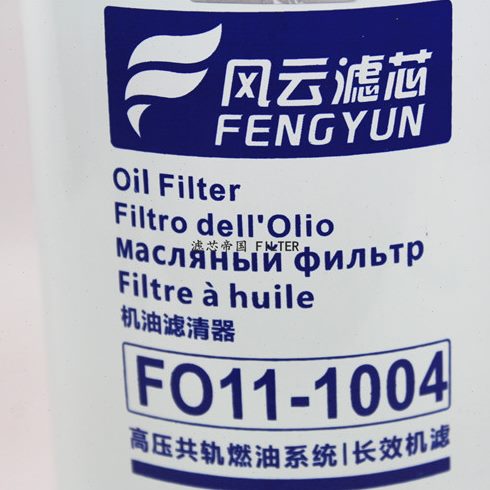 风云滤芯
FENGYUN
Oil Filter
Filtro dell'Olio
滤芯帝国 FILTER
масляный фильтр
Filtre à huile
机油滤清器
FO11-1004
高压共轨燃油系统|长效机滤